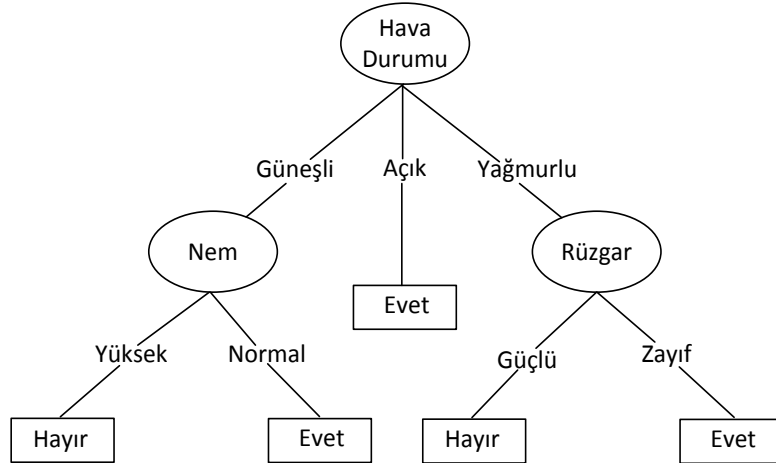 Hava
Durumu
Güneşli
Açık
Yağmurlu
Nem
Rüzgar
Evet
Yüksek
Normal
Güçlü
Zayıf
Hayır
Evet
Hayır
Evet